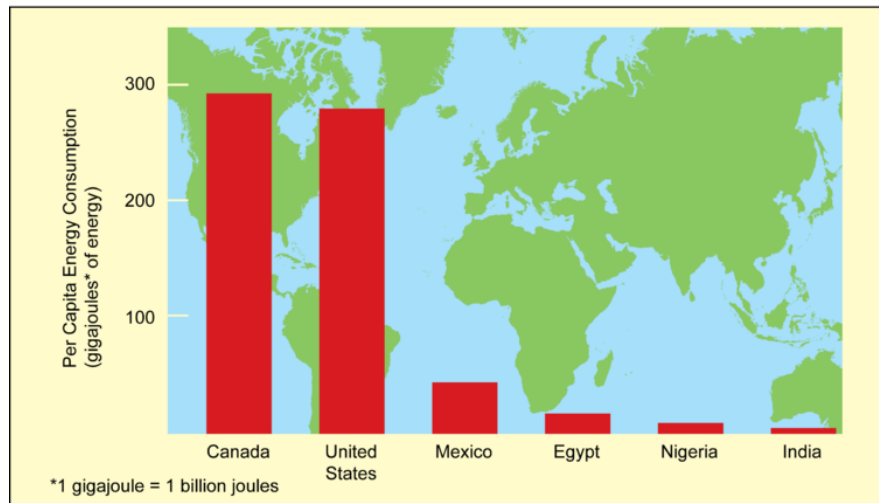 Per Capita Energy Consumption
(gigajoules* of energy)
300
200
100
Canada
United
States
Mexico
Egypt
Nigeria
India
*1 gigajoule = 1 billion joules